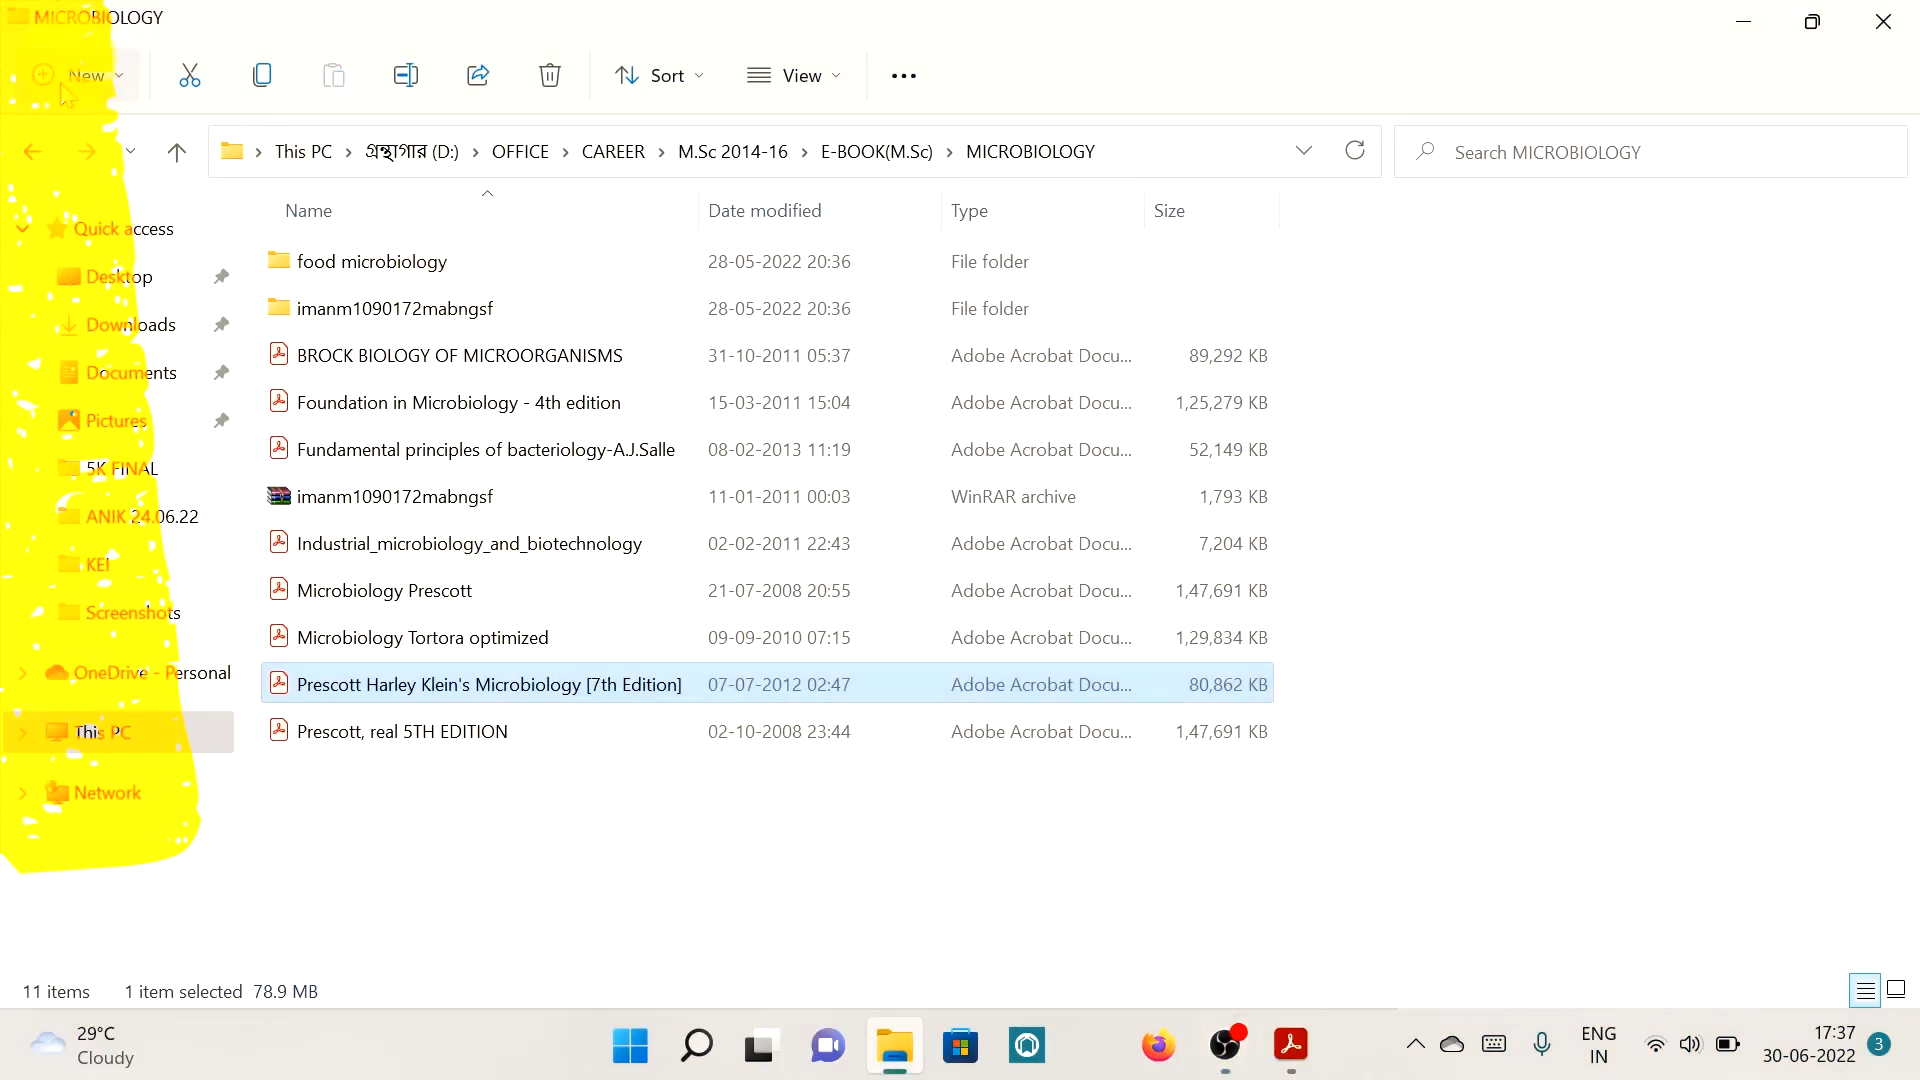 MICROBIOLOGY
New
Sort
View
This PC > গ্রন্থাগার (D:) > OFFICE > CAREER > M.Sc 2014-16 > E-BOOK(M.Sc) > MICROBIOLOGY
Search MICROBIOLOGY
Name Date modified Type Size
Quick access
Desktop
Downloads
Documents
Pictures
5K FINAL
ANIK 24.06.22
KEI
Screenshots
OneDrive - Personal
This PC
Network
food microbiology 28-05-2022 20:36 File folder
imanm1090172mabngsf 28-05-2022 20:36 File folder
BROCK BIOLOGY OF MICROORGANISMS 31-10-2011 05:37 Adobe Acrobat Docu... 89,292 KB
Foundation in Microbiology - 4th edition 15-03-2011 15:04 Adobe Acrobat Docu... 1,25,279 KB
Fundamental principles of bacteriology-A.J.Salle 08-02-2013 11:19 Adobe Acrobat Docu... 52,149 KB
imanm1090172mabngsf 11-01-2011 00:03 WinRAR archive 1,793 KB
Industrial_microbiology_and_biotechnology 02-02-2011 22:43 Adobe Acrobat Docu... 7,204 KB
Microbiology Prescott 21-07-2008 20:55 Adobe Acrobat Docu... 1,47,691 KB
Microbiology Tortora optimized 09-09-2010 07:15 Adobe Acrobat Docu... 1,29,834 KB
Prescott Harley Klein's Microbiology [7th Edition] 07-07-2012 02:47 Adobe Acrobat Docu... 80,862 KB
Prescott, real 5TH EDITION 02-10-2008 23:44 Adobe Acrobat Docu... 1,47,691 KB
11 items 1 item selected 78.9 MB
29°C
Cloudy
ENG
IN
17:37
30-06-2022
3